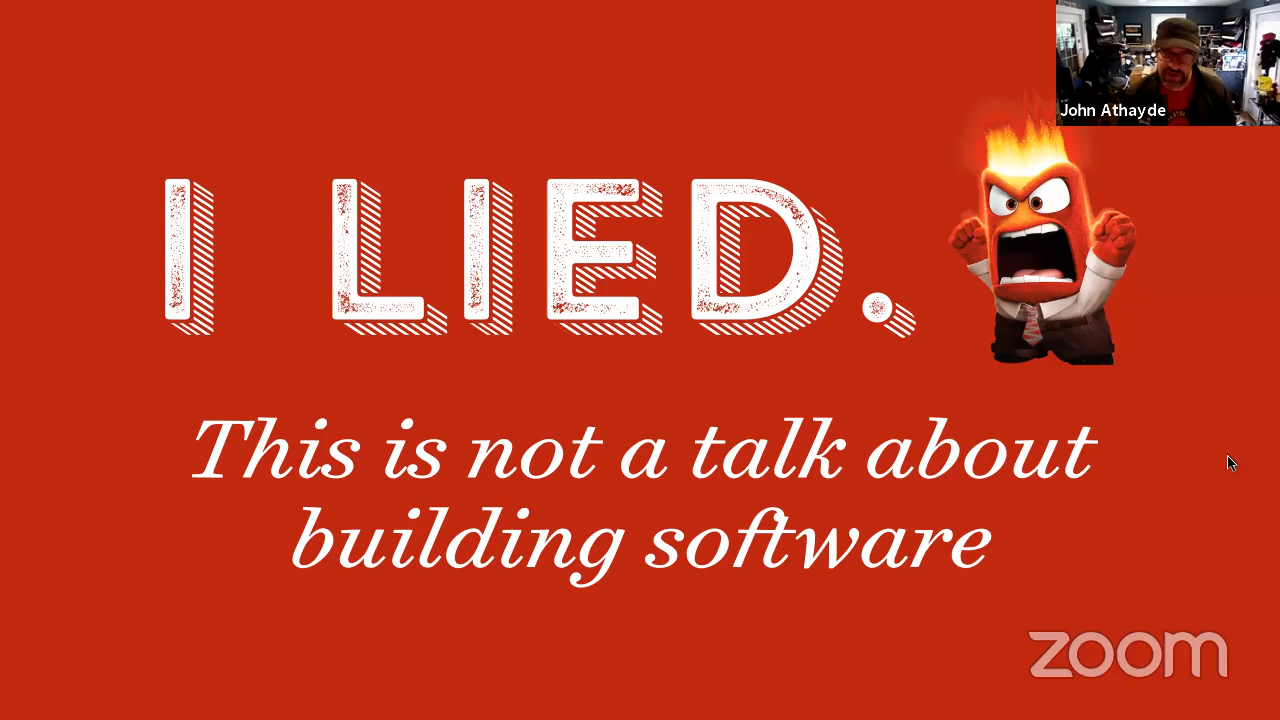 John Athayde
I LIED.
This is not a talk about
building software
zoom